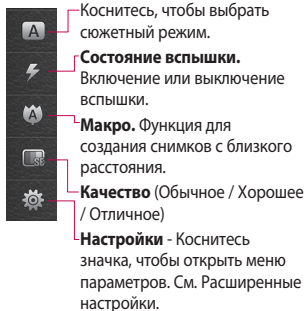 Коснитесь, чтобы выбрать
сюжетный режим.
Состояние вспышки.
Включение или выключение
вспышки.
Макро. Функция для
создания снимков с близкого
расстояния.
Качество (Обычное / Хорошее
/ Отличное)
Настройки - Коснитесь
значка, чтобы открыть меню
параметров. См. Расширенные
настройки.
A
A
SF